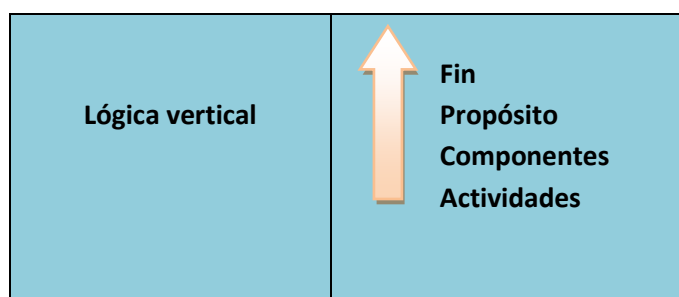 Lógica vertical
Fin
Propósito
Componentes
Actividades